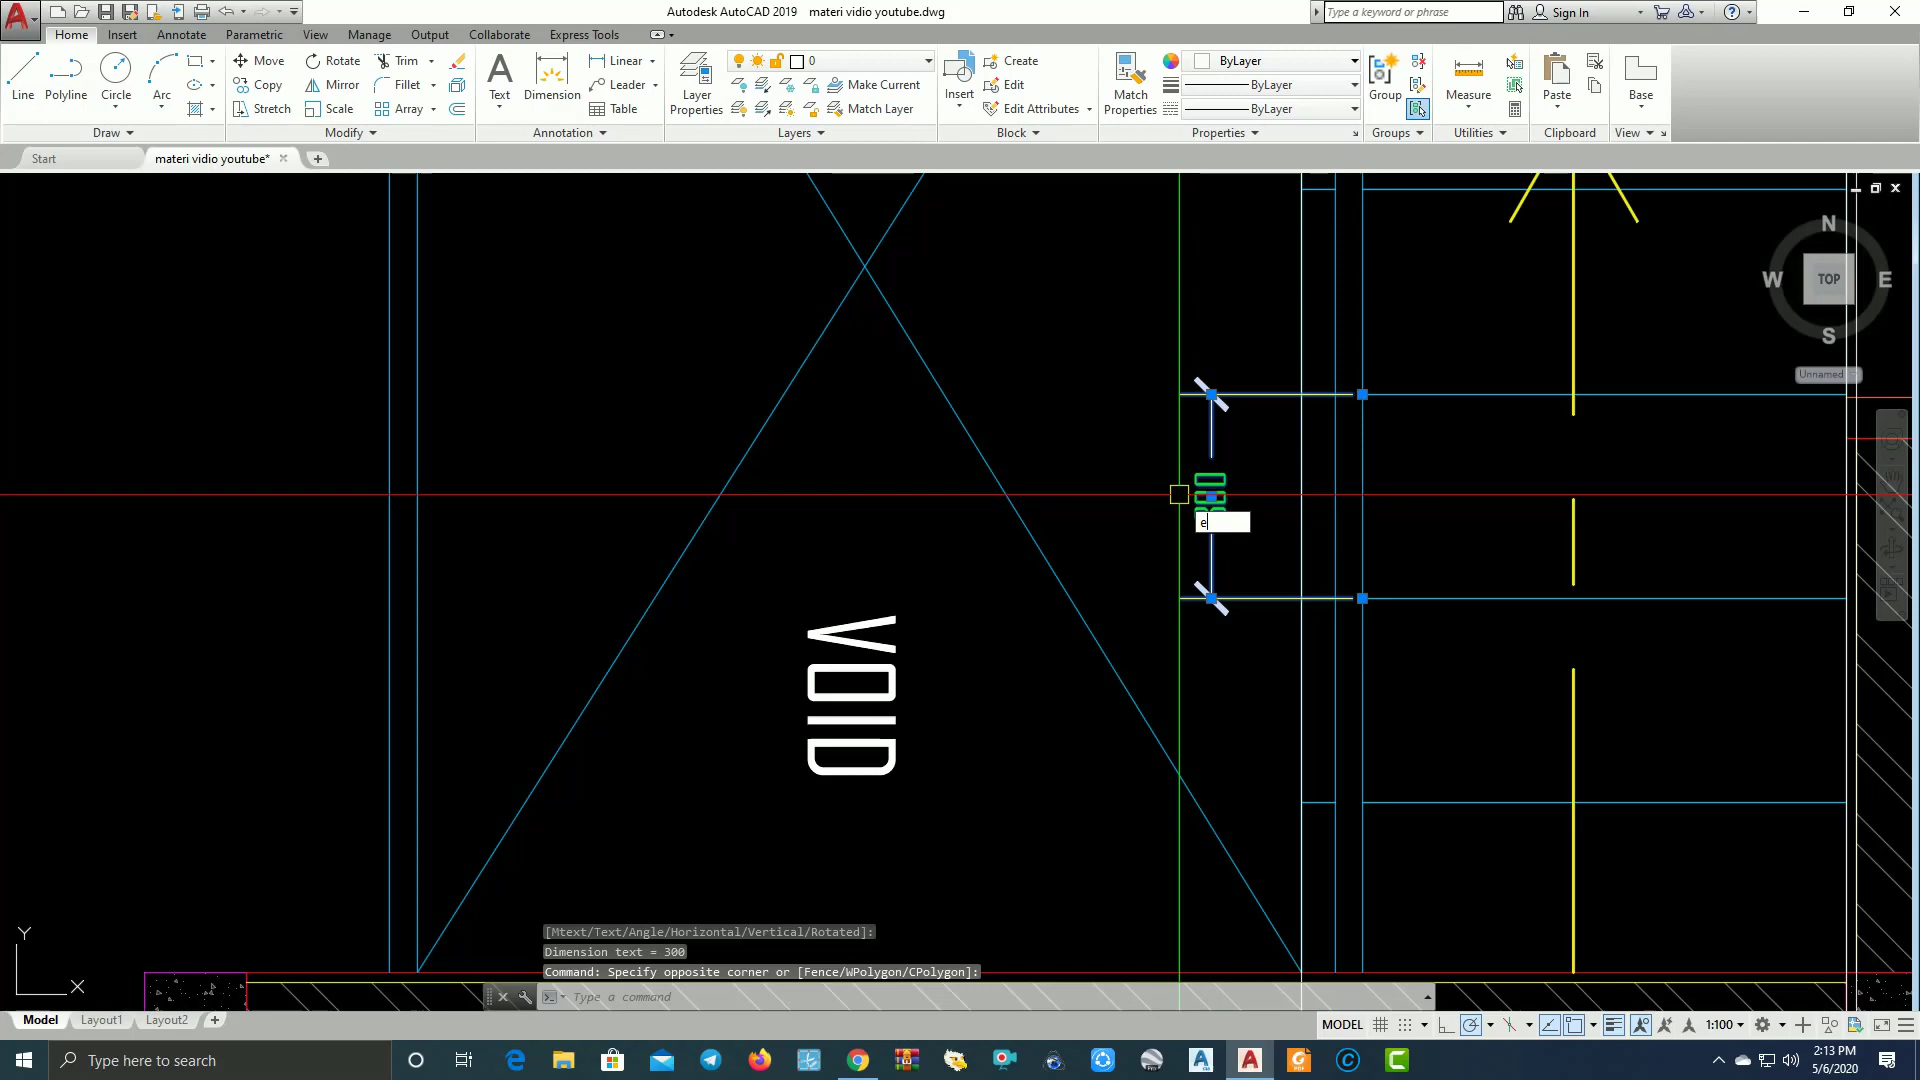 Autodesk AutoCAD 2019 materi vidio youtube.dwg
Type a keyword or phrase
Sign In
Home Insert Annotate Parametric View Manage Output Collaborate Express Tools
Line
Polyline
Circle
Arc
Draw
Move Rotate Trim
Copy Mirror Fillet
Stretch Scale Array
Modify
Text
Dimension
Linear
Leader
Table
Annotation
Layer
Properties
0
Make Current
Match Layer
Layers
Insert
Create
Edit
Edit Attributes
Block
Match
Properties
ByLayer
ByLayer
ByLayer
Properties
Group
Groups
Measure
Utilities
Paste
Clipboard
Base
View
Start
materi vidio youtube*
N
W TOP E
S
Unnamed
e
VOID
Y
X
[Mtext/Text/Angle/Horizontal/Vertical/Rotated]:
Dimension text = 300
Command: Specify opposite corner or [Fence/WPolygon/CPolygon]:
Type a command
Model Layout1 Layout2
MODEL
1:100
Type here to search
2:13 PM
5/6/2020